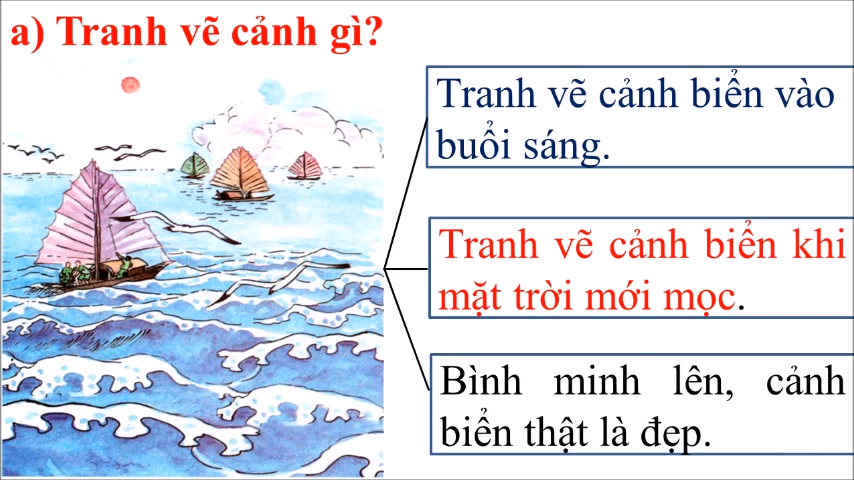 a) Tranh vẽ cảnh gì?
Tranh vẽ cảnh biển vào
buổi sáng.
Tranh vẽ cảnh biển khi
mặt trời mới mọc.
Bình minh lên, cảnh
biển thật là đẹp.